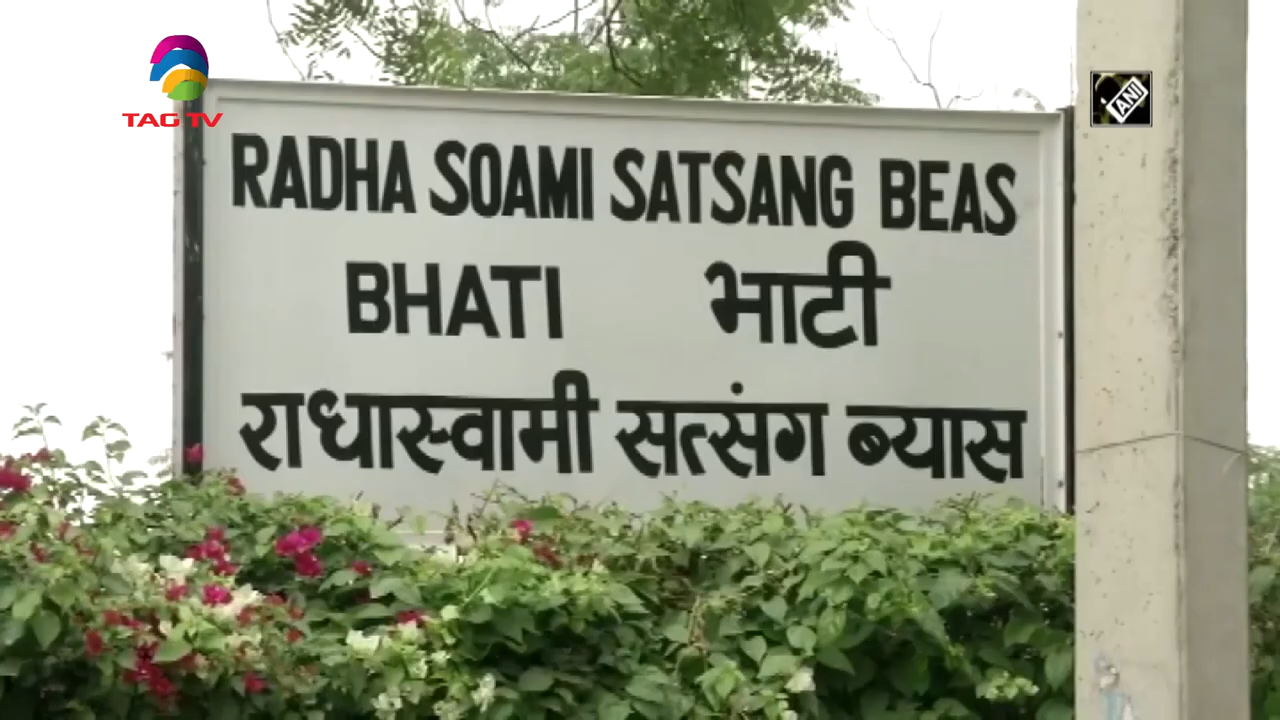 TAG TV
ANI
RADHA SOAMI SATSANG BEAS
BHATI भाटी
राधास्वामी सत्संग ब्यास